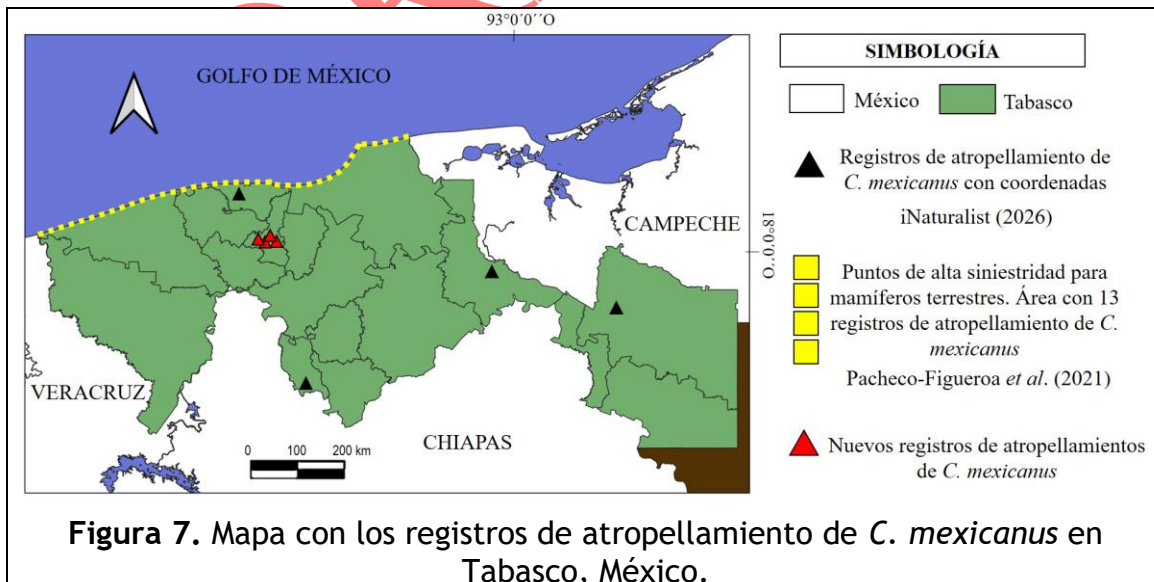 93°0'0''O
GOLFO DE MÉXICO
CAMPECHE
18°0'0''O
VERACRUZ
CHIAPAS
0 100 200 km
SIMBOLOGÍA
México Tabasco
Registros de atropellamiento de
C. mexicanus con coordenadas
iNaturalist (2026)
Puntos de alta siniestridad para
mamíferos terrestres. Área con 13
registros de atropellamiento de C.
mexicanus
Pacheco-Figueroa et al. (2021)
Nuevos registros de atropellamientos
de C. mexicanus
Figura 7. Mapa con los registros de atropellamiento de C. mexicanus en
Tabasco, México.